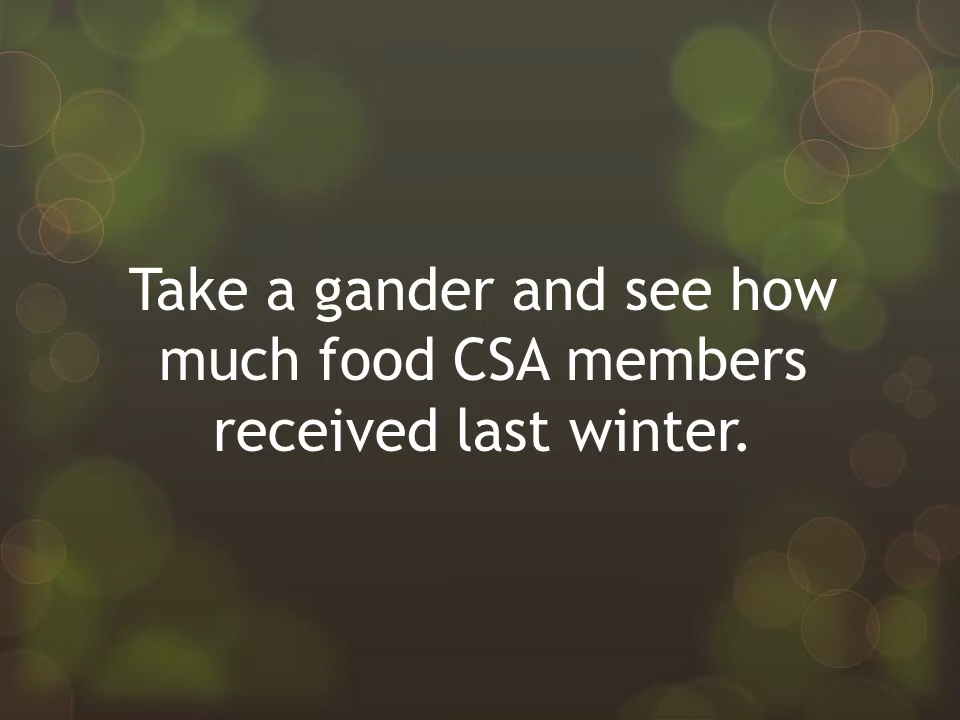 Take a gander and see how
much food CSA members
received last winter.